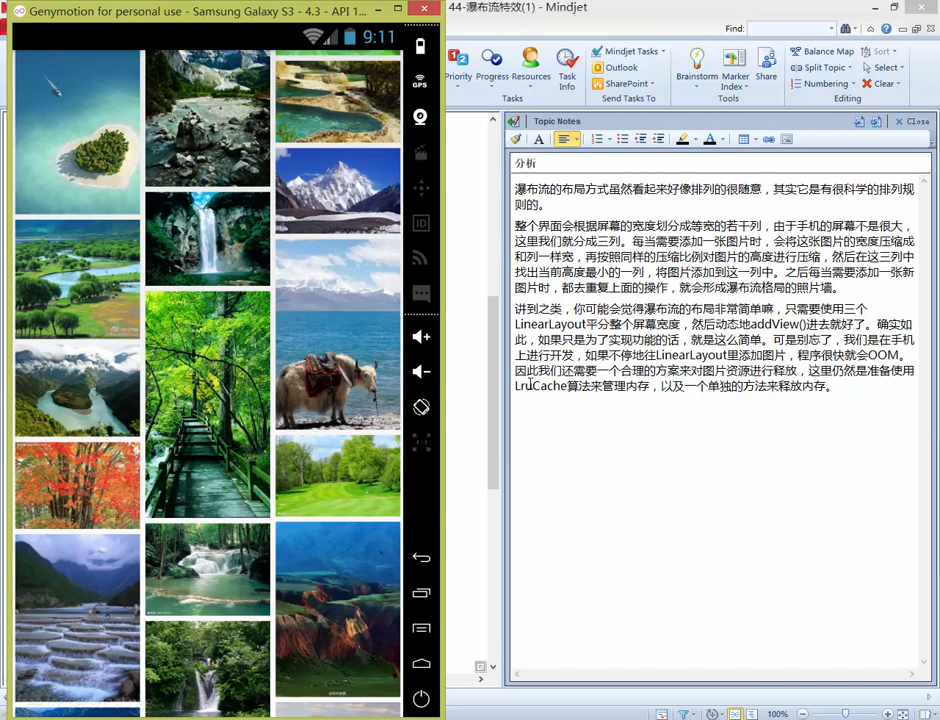 Genymotion for personal use - Samsung Galaxy S3 - 4.3 - API 1...
44-瀑布流特效(1) - Mindjet
9:11
Find:
GPS
ID
1:1
Priority
Progress
Resources
Task Info
Mindjet Tasks
Outlook
SharePoint
Brainstorm
Marker Index
Share
Balance Map
Sort
Split Topic
Select
Numbering
Clear
Tasks
Send Tasks To
Tools
Editing
Topic Notes
Close
分析
瀑布流的布局方式虽然看起来好像排列的很随意，其实它是有很科学的排列规
则的。
整个界面会根据屏幕的宽度划分成等宽的若干列，由于手机的屏幕不是很大，
这里我们就分成三列。每当需要添加一张图片时，会将这张图片的宽度压缩成
和列一样宽，再按照同样的压缩比例对图片的高度进行压缩，然后在这三列中
找出当前高度最小的一列，将图片添加到这一列中。之后每当需要添加一张新
图片时，都去重复上面的操作，就会形成瀑布流格局的照片墙。
讲到之类，你可能会觉得瀑布流的布局非常简单嘛，只需要使用三个
LinearLayout平分整个屏幕宽度，然后动态地addView()进去就好了。确实如
此，如果只是为了实现功能的话，就是这么简单。可是别忘了，我们是在手机
上进行开发，如果不停地往LinearLayout里添加图片，程序很快就会OOM。
因此我们还需要一个合理的方案来对图片资源进行释放，这里仍然是准备使用
LruCache算法来管理内存，以及一个单独的方法来释放内存。
100%